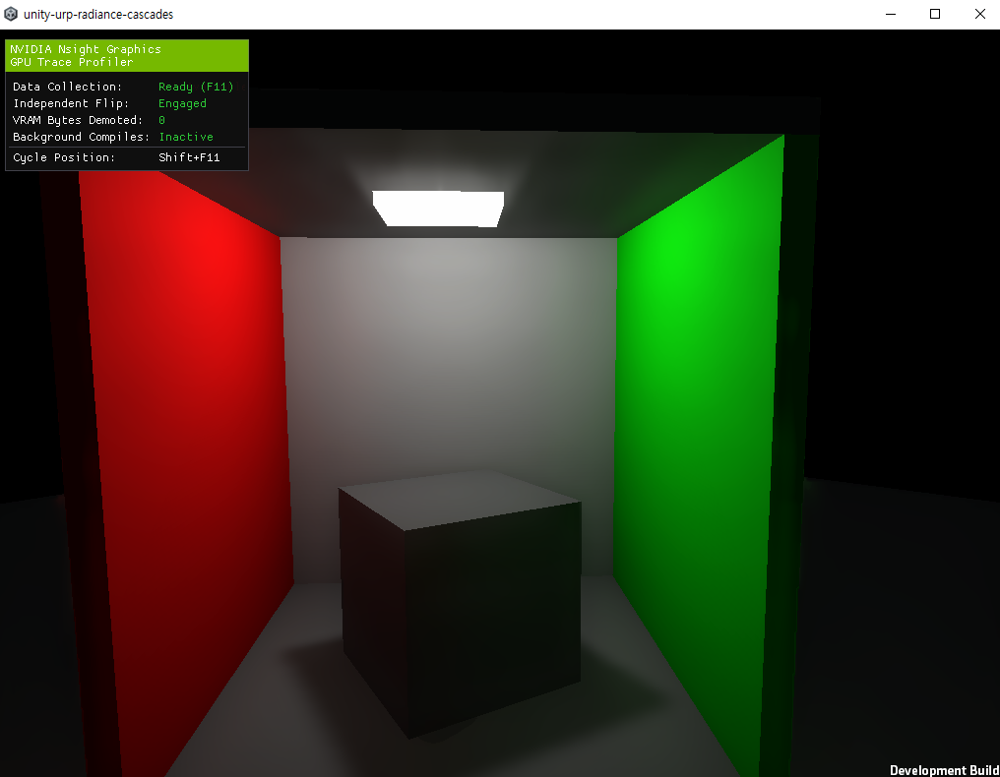 unity-urp-radiance-cascades
NVIDIA Nsight Graphics
GPU Trace Profiler
Data Collection: Ready (F11)
Independent Flip: Engaged
VRAM Bytes Demoted: 0
Background Compiles: Inactive
Cycle Position: Shift+F11
Development Build